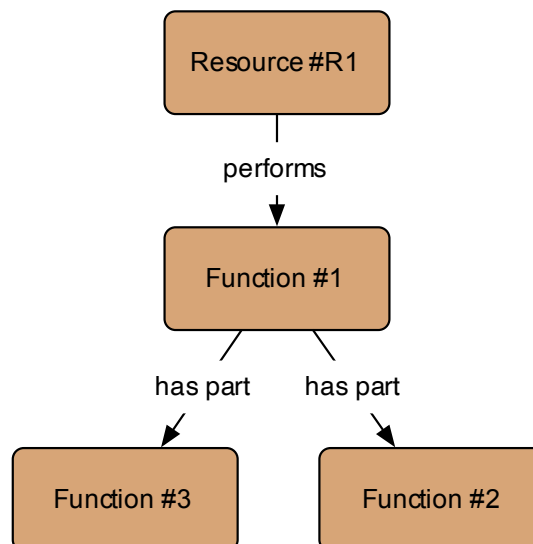 Resource #R1
performs
Function #1
has part
has part
Function #3
Function #2